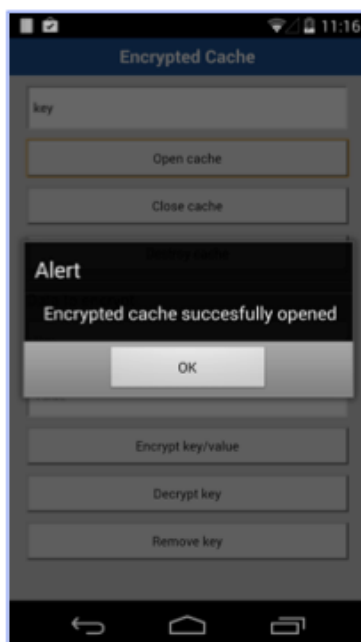 11:16
Encrypted Cache
key
Open cache
Close cache
Alert
Encrypted cache succesfully opened
OK
Encrypt key/value
Decrypt key
Remove key